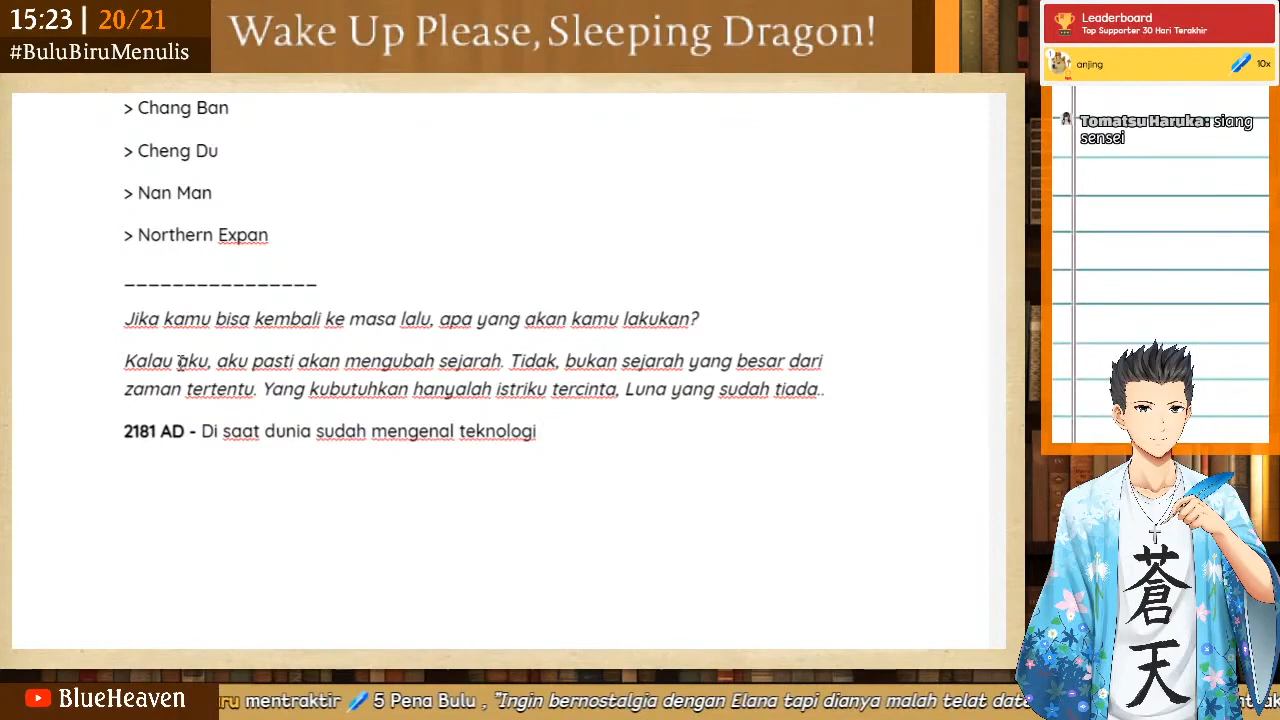 15:23 | 20/21
#BuluBiruMenulis
Wake Up Please, Sleeping Dragon!
Leaderboard
Top Supporter 30 Hari Terakhir
1
anjing
10x
Tomatsu Haruka: siang
sensei
> Chang Ban
> Cheng Du
> Nan Man
> Northern Expan
________________
Jika kamu bisa kembali ke masa lalu, apa yang akan kamu lakukan?
Kalau aku, aku pasti akan mengubah sejarah. Tidak, bukan sejarah yang besar dari
zaman tertentu. Yang kubutuhkan hanyalah istriku tercinta, Luna yang sudah tiada..
2181 AD - Di saat dunia sudah mengenal teknologi
蒼天
BlueHeaven
mentraktir 5 Pena Bulu , "Ingin bernostalgia dengan Elana tapi dianya malah telat